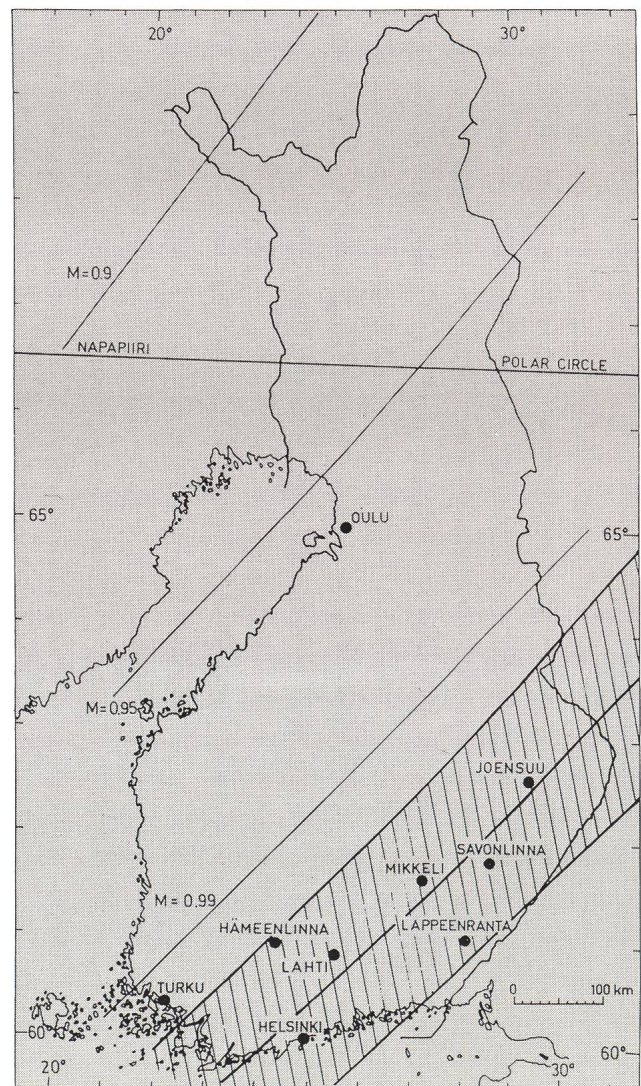 20°
30°
M=0.9
NAPAPIIRI
POLAR CIRCLE
65°
OULU
65°
M=0.95
JOENSUU
SAVONLINNA
MIKKELI
M=0.99
HÄMEENLINNA
LAPPEENRANTA
LAHTI
TURKU
0
100 km
HELSINKI
60°
60°
20°
30°